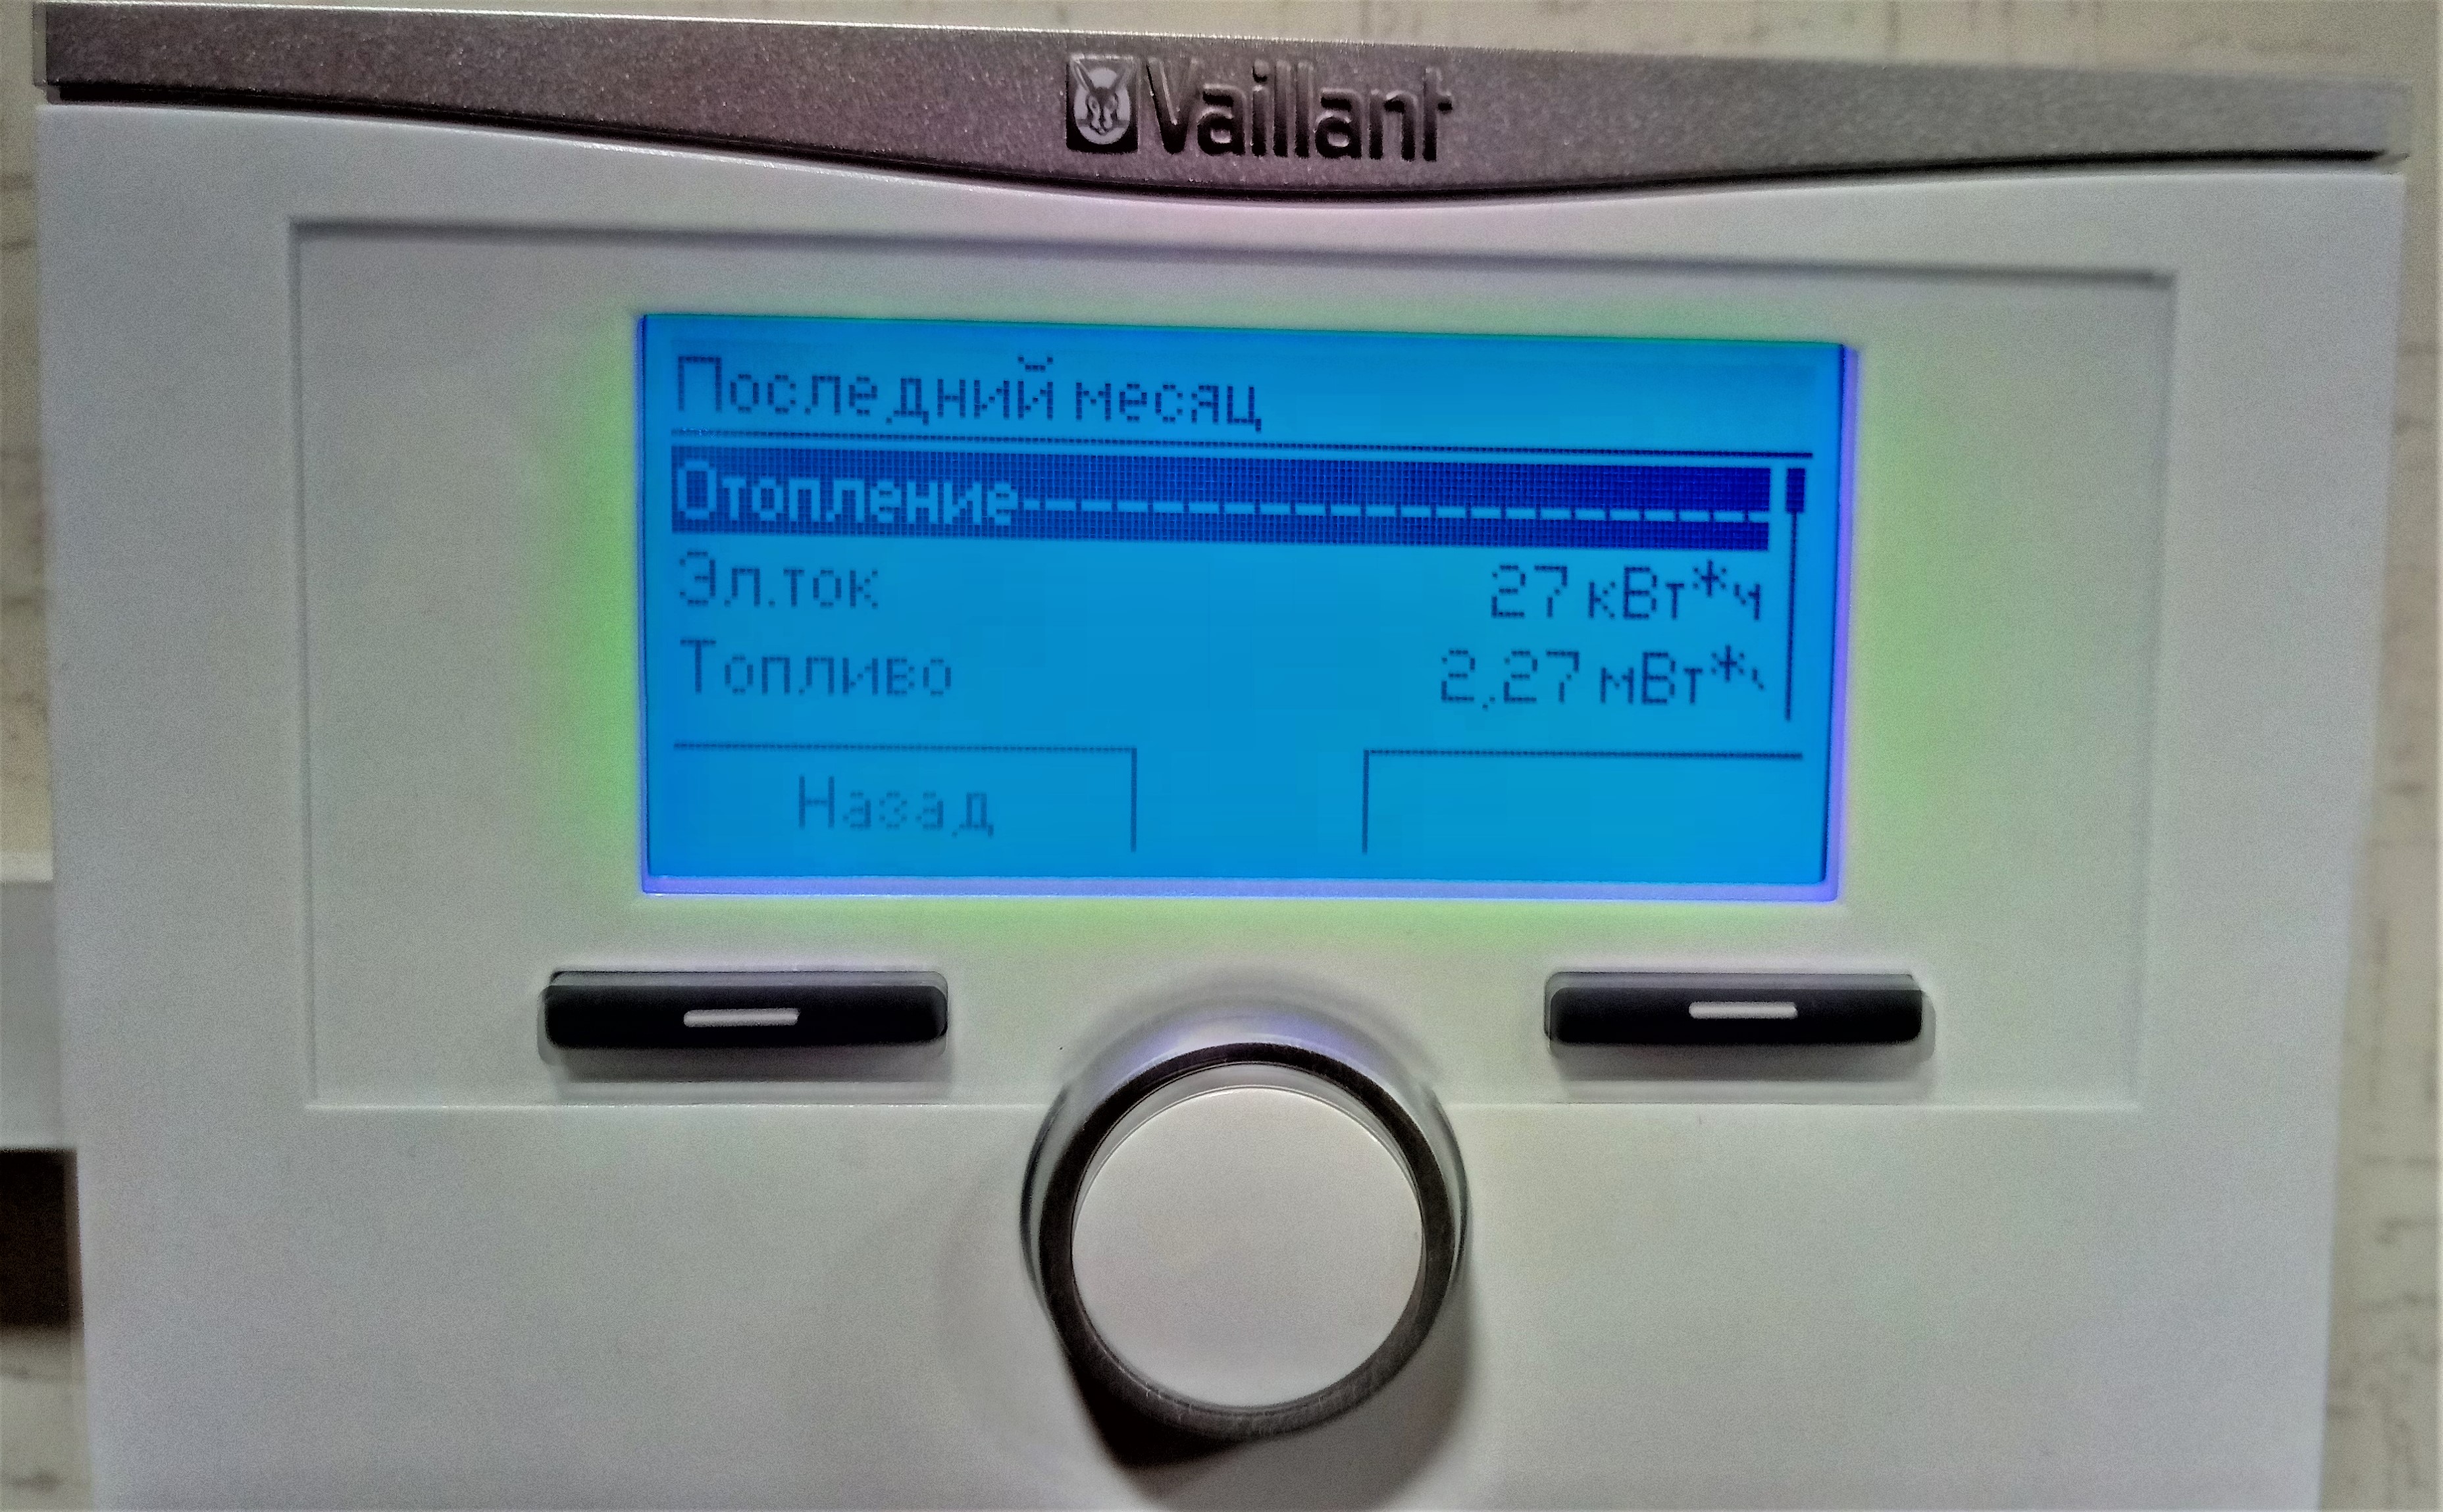 Vaillant
Последний месяц
Отопление-------------------
Эл.ток 27 кВт*ч
Топливо 2,27 мВт*ч
Назад